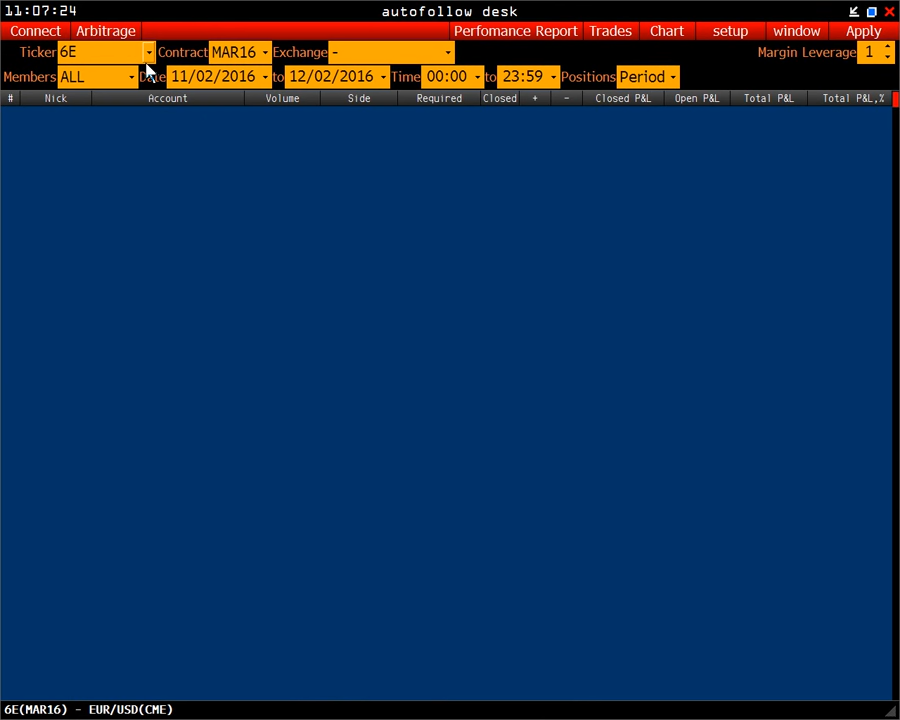 11:07:24 autofollow desk
Connect Arbitrage Perfomance Report Trades Chart setup window Apply
Ticker 6E Contract MAR16 Exchange - Margin Leverage 1
Members ALL Date 11/02/2016 to 12/02/2016 Time 00:00 to 23:59 Positions Period
# Nick Account Volume Side Required Closed + - Closed P&L Open P&L Total P&L Total P&L,%
6E(MAR16) - EUR/USD(CME)